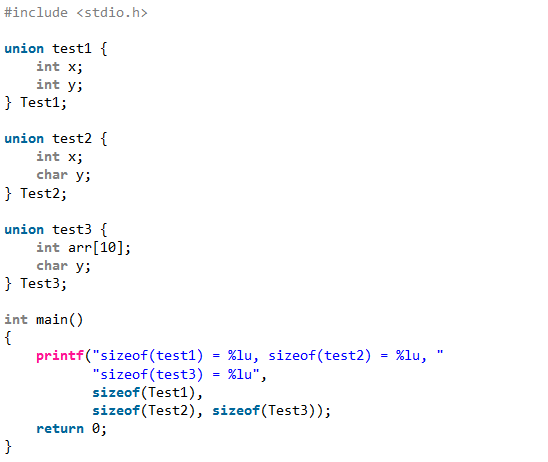 #include <stdio.h>

union test1 {
    int x;
    int y;
} Test1;

union test2 {
    int x;
    char y;
} Test2;

union test3 {
    int arr[10];
    char y;
} Test3;

int main()
{
    printf("sizeof(test1) = %lu, sizeof(test2) = %lu, "
           "sizeof(test3) = %lu",
           sizeof(Test1),
           sizeof(Test2), sizeof(Test3));
    return 0;
}